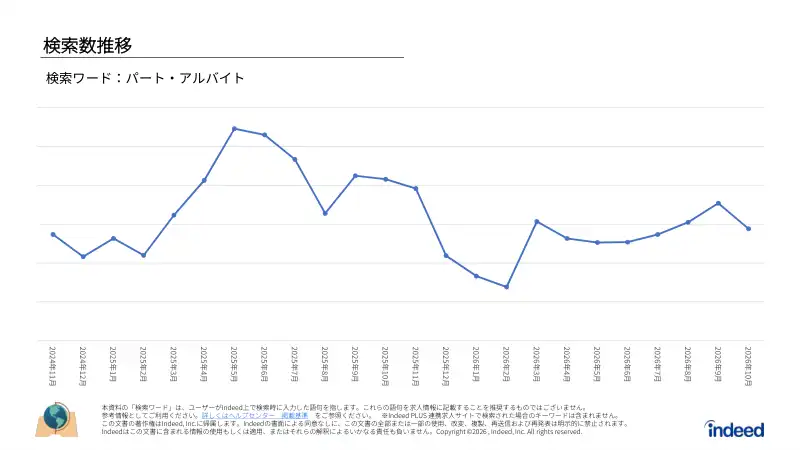 検索数推移
検索ワード：パート・アルバイト
2024年11月
2024年12月
2025年1月
2025年2月
2025年3月
2025年4月
2025年5月
2025年6月
2025年7月
2025年8月
2025年9月
2025年10月
2025年11月
2025年12月
2026年1月
2026年2月
2026年3月
2026年4月
2026年5月
2026年6月
2026年7月
2026年8月
2026年9月
2026年10月
本資料の「検索ワード」は、ユーザーがIndeed上で検索時に入力した語句を指します。これらの語句を求人情報に記載することを推奨するものではございません。
参考情報としてご利用ください。詳しくはヘルプセンター　掲載基準　をご参照ください。　※Indeed PLUS 連携求人サイトで検索された場合のキーワードは含まれません。
この文書の著作権はIndeed, Inc.に帰属します。Indeedの書面による同意なしに、この文書の全部または一部の使用、改変、複製、再送信および再発表は明示的に禁止されます。
Indeedはこの文書に含まれる情報の使用もしくは適用、またはそれらの解釈によるいかなる責任も負いません。Copyright ©2026 , Indeed, Inc. All rights reserved.
indeed